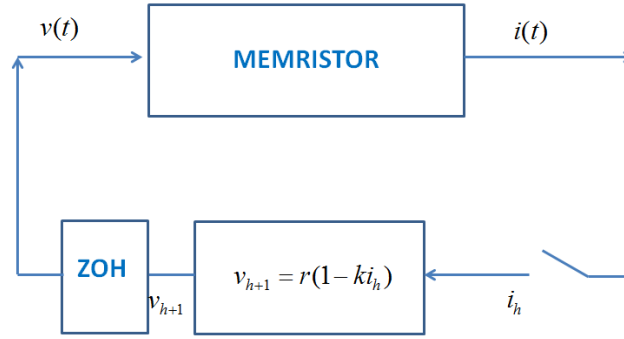 v(t)
MEMRISTOR
i(t)
ZOH
v_{h+1}
v_{h+1} = r(1 − ki_h)
i_h